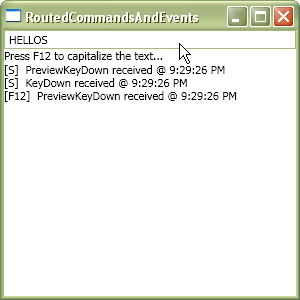 RoutedCommandsAndEvents
HELLOS
Press F12 to capitalize the text...
[S]  PreviewKeyDown received @ 9:29:26 PM
[S]  KeyDown received @ 9:29:26 PM
[F12]  PreviewKeyDown received @ 9:29:26 PM